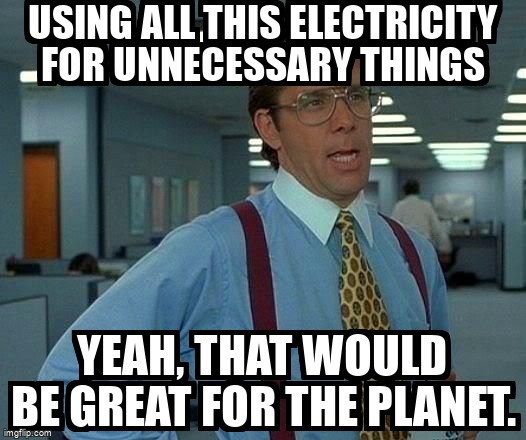 USING ALL THIS ELECTRICITY
FOR UNNECESSARY THINGS
YEAH, THAT WOULD
BE GREAT FOR THE PLANET.
imgflip.com